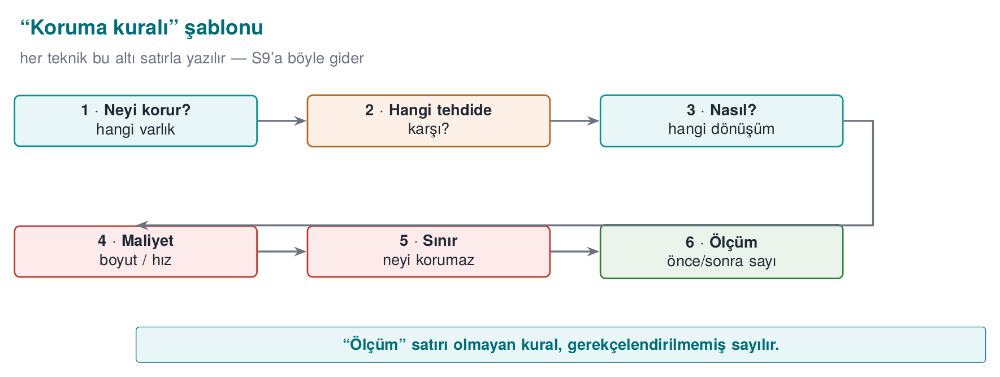 “Koruma kuralı” şablonu
her teknik bu altı satırla yazılır — S9’a böyle gider
1 · Neyi korur?
hangi varlık
2 · Hangi tehdide
karşı?
3 · Nasıl?
hangi dönüşüm
4 · Maliyet
boyut / hız
5 · Sınır
neyi korumaz
6 · Ölçüm
önce/sonra sayı
“Ölçüm” satırı olmayan kural, gerekçelendirilmemiş sayılır.